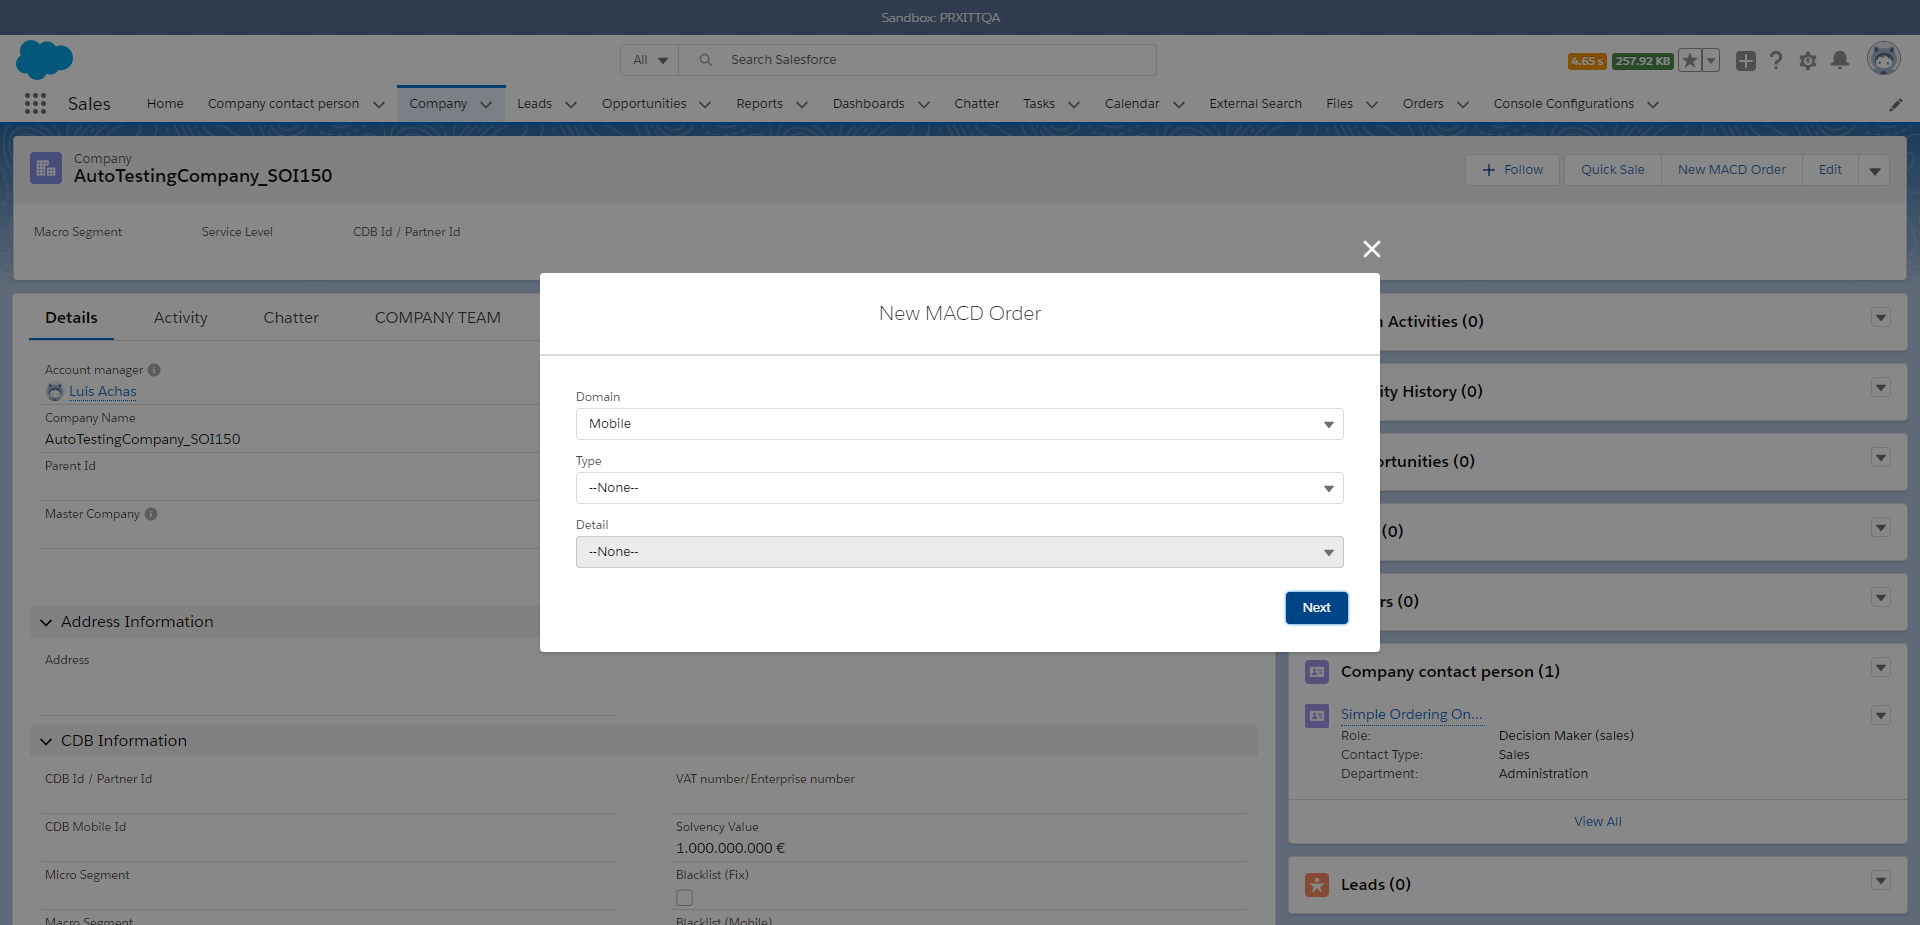 Sandbox: PRXITTQA
All
Search Salesforce
4.65 s 257.92 KB
Sales
Home
Company contact person
Company
Leads
Opportunities
Reports
Dashboards
Chatter
Tasks
Calendar
External Search
Files
Orders
Console Configurations
Company
AutoTestingCompany_SOI150
Follow
Quick Sale
New MACD Order
Edit
Macro Segment
Service Level
CDB Id / Partner Id
Details
Activity
Chatter
COMPANY TEAM
Account manager
Luis Achas
Company Name
AutoTestingCompany_SOI150
Parent Id
Master Company
Address Information
Address
CDB Information
CDB Id / Partner Id
VAT number/Enterprise number
CDB Mobile Id
Solvency Value
1.000.000.000 €
Micro Segment
Blacklist (Fix)
Macro Segment
Blacklist (Mobile)
New MACD Order
Domain
Mobile
Type
--None--
Detail
--None--
Next
Activities (0)
ity History (0)
ortunities (0)
(0)
rs (0)
Company contact person (1)
Simple Ordering On...
Role:
Decision Maker (sales)
Contact Type:
Sales
Department:
Administration
View All
Leads (0)